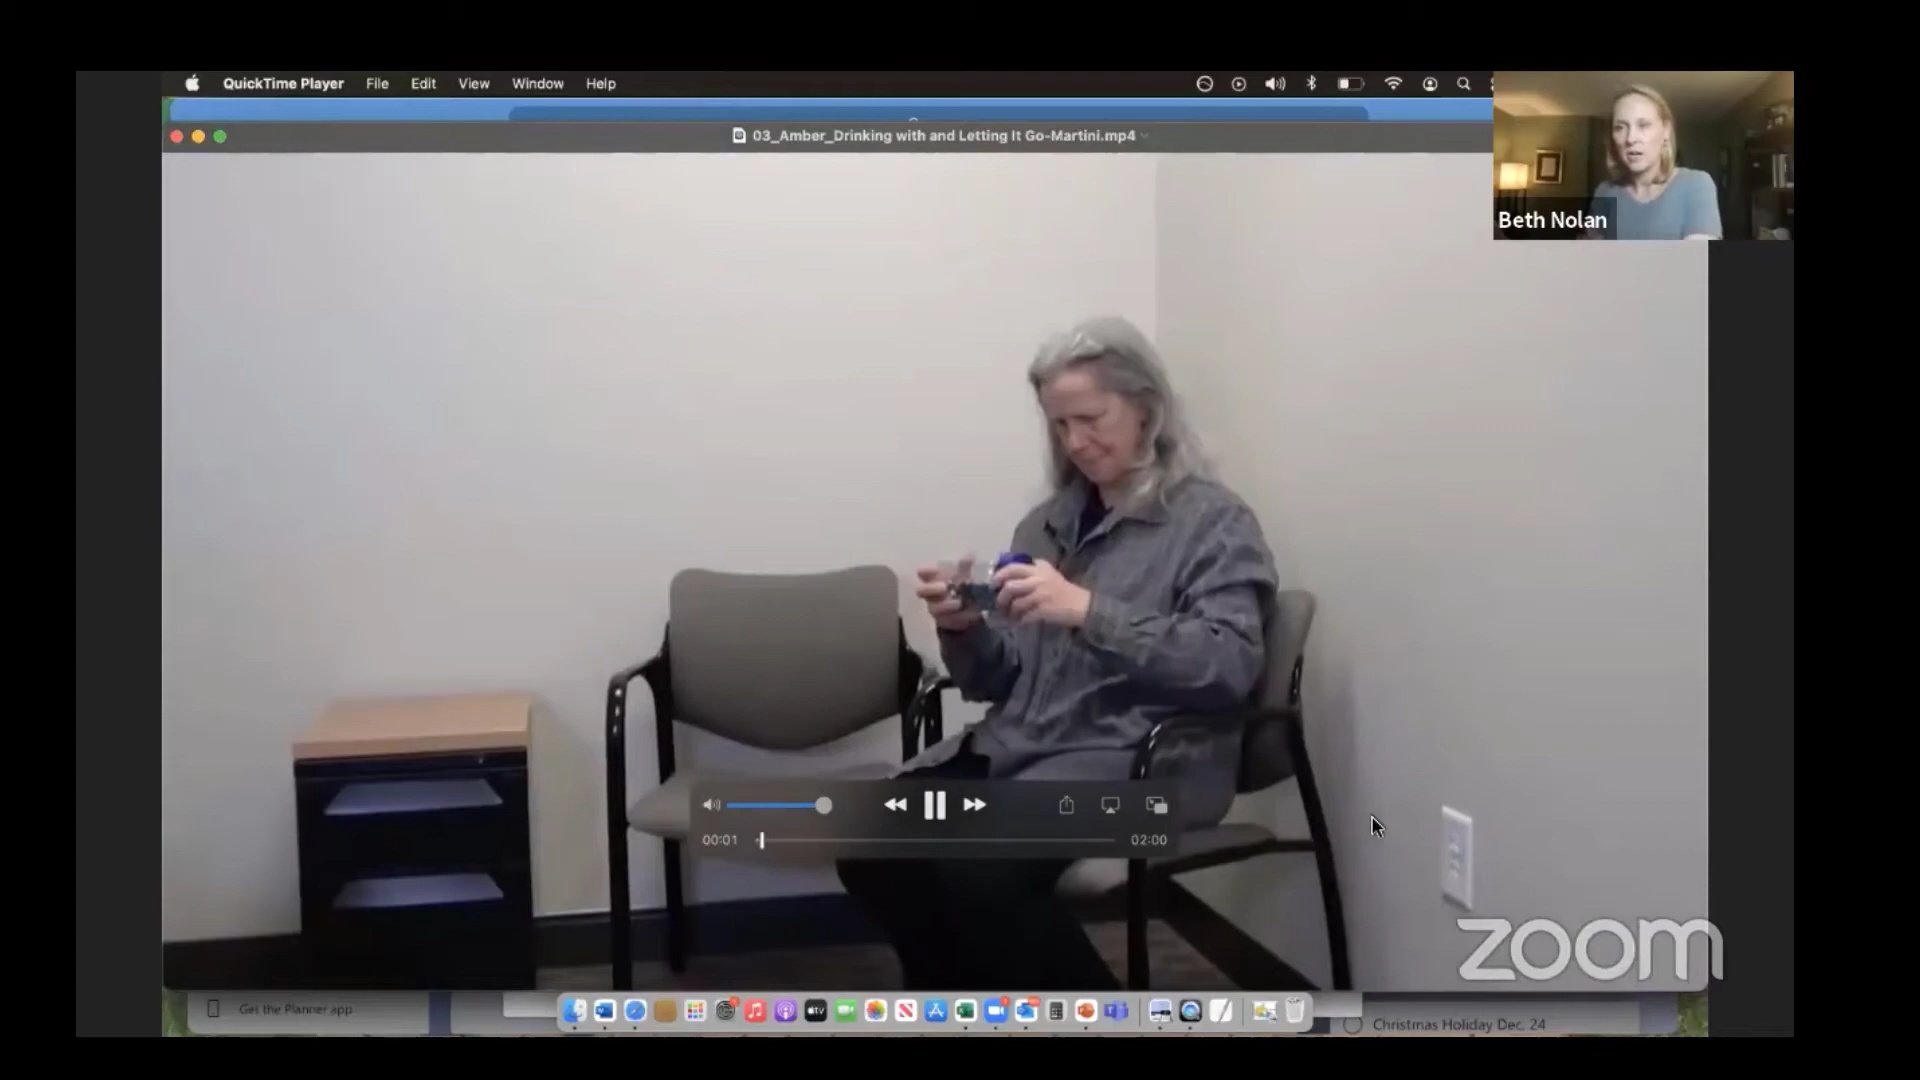 QuickTime Player File Edit View Window Help
03_Amber_Drinking with and Letting It Go-Martini.mp4
Beth Nolan
00:01
02:00
zoom
Get the Planner app
Christmas Holiday Dec. 24